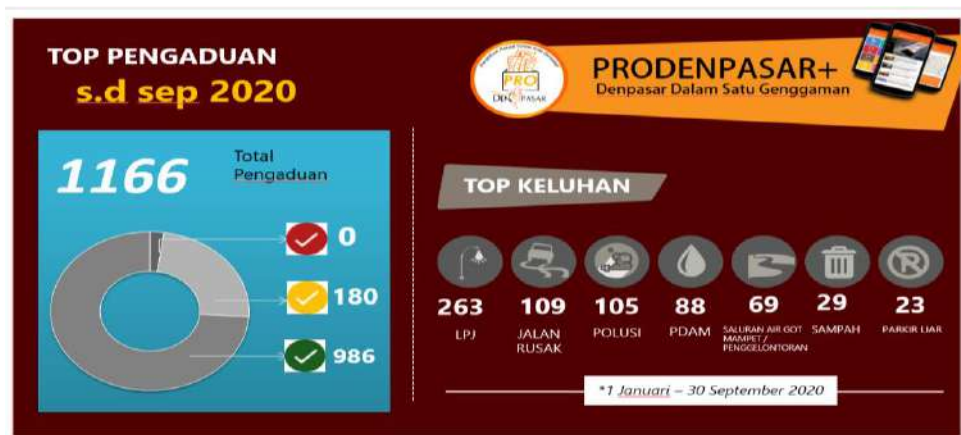 TOP PENGADUAN
s.d sep 2020
1166
Total
Pengaduan
0
180
986
PRO
DENPASAR
PRODENPASAR+
Denpasar Dalam Satu Genggaman
TOP KELUHAN
263
LPJ
109
JALAN
RUSAK
105
POLUSI
88
PDAM
69
SALURAN AIR GOT
MAMPET /
PENGGELONTORAN
29
SAMPAH
23
PARKIR LIAR
*1 Januari – 30 September 2020